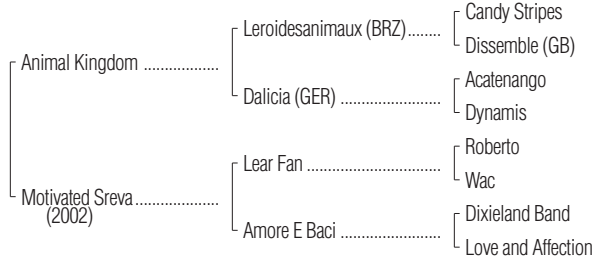 Candy Stripes
Leroidesanimaux (BRZ)........
Dissemble (GB)
Animal Kingdom ...................
Acatenango
Dalicia (GER) .........................
Dynamis
Roberto
Lear Fan ..................................
Wac
Motivated Sreva.....................
(2002)
Dixieland Band
Amore E Baci .........................
Love and Affection